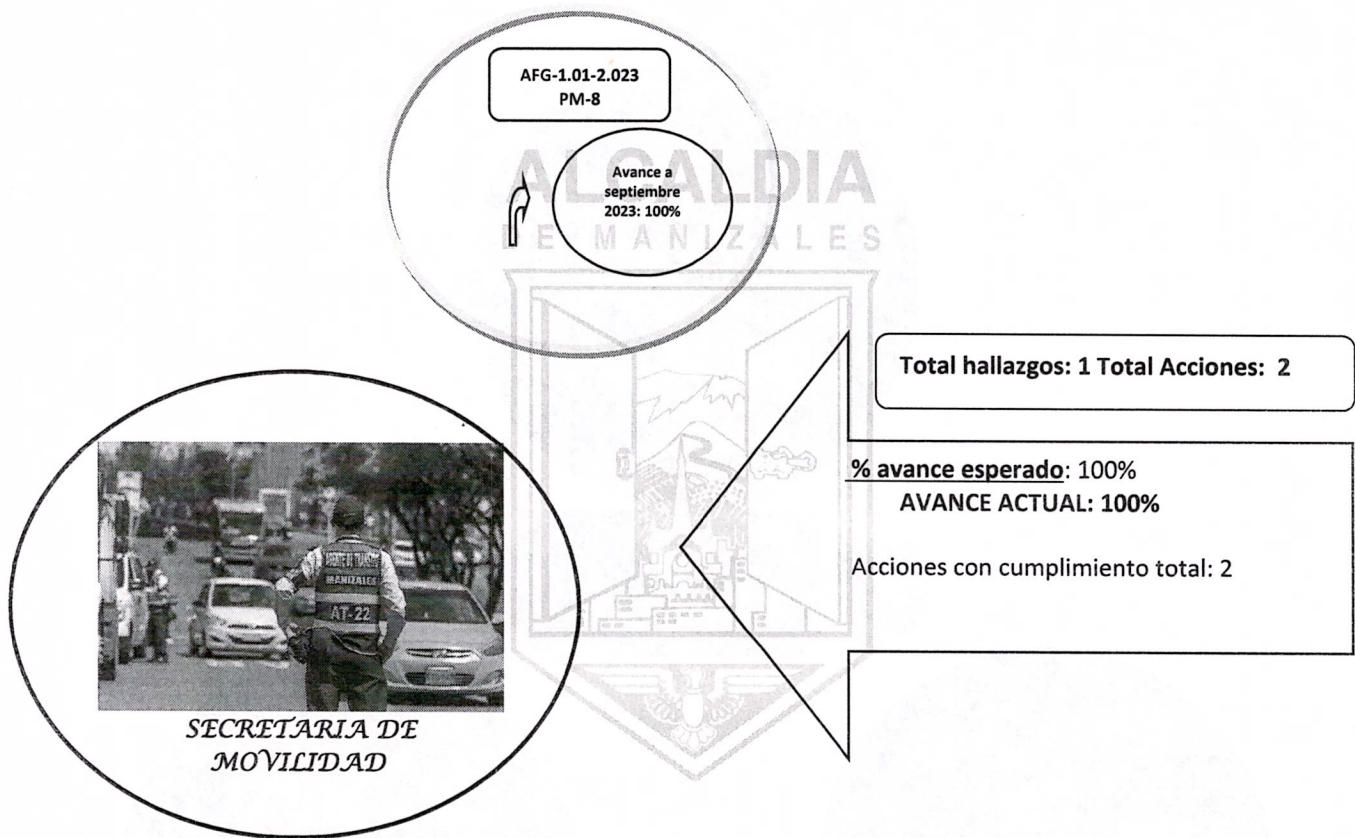 AFG-1.01-2.023
PM-8
Avance a
septiembre
2023: 100%
ALCALDIA
DE MANIZALES
Total hallazgos: 1 Total Acciones: 2
% avance esperado: 100%
AVANCE ACTUAL: 100%
Acciones con cumplimiento total: 2
AGENTE DE TRANSITO
MANIZALES
AT-22
SECRETARIA DE
MOVILIDAD